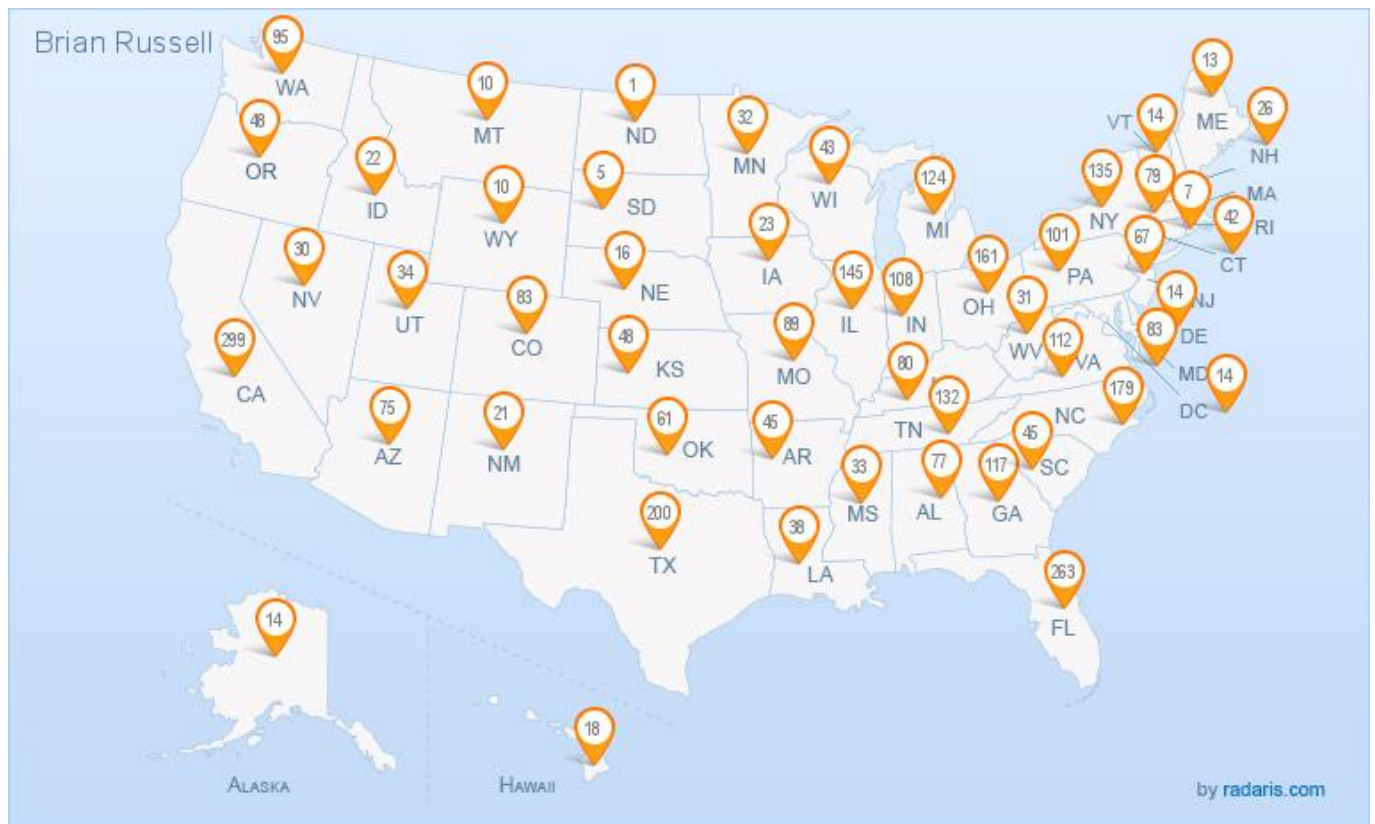 Brian Russell
95
WA
10
MT
1
ND
32
MN
43
WI
124
MI
13
ME
26
NH
VT
14
48
OR
22
ID
10
WY
5
SD
135
NY
79
7
MA
42
RI
30
NV
34
UT
83
CO
16
NE
23
IA
145
IL
108
IN
161
OH
101
PA
67
CT
14
NJ
299
CA
48
KS
89
MO
80
31
WV
112
VA
83
DE
MD
14
DC
75
AZ
21
NM
61
OK
45
AR
132
TN
179
NC
45
SC
33
MS
77
AL
117
GA
200
TX
38
LA
263
FL
14
ALASKA
18
HAWAII
by radaris.com